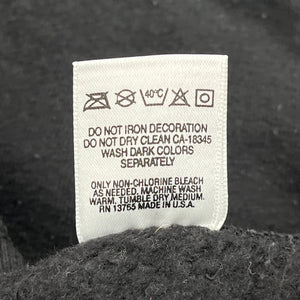 40°C
DO NOT IRON DECORATION
DO NOT DRY CLEAN CA-18345
WASH DARK COLORS
SEPARATELY
ONLY NON-CHLORINE BLEACH
AS NEEDED. MACHINE WASH
WARM. TUMBLE DRY MEDIUM.
RN 13765 MADE IN U.S.A.